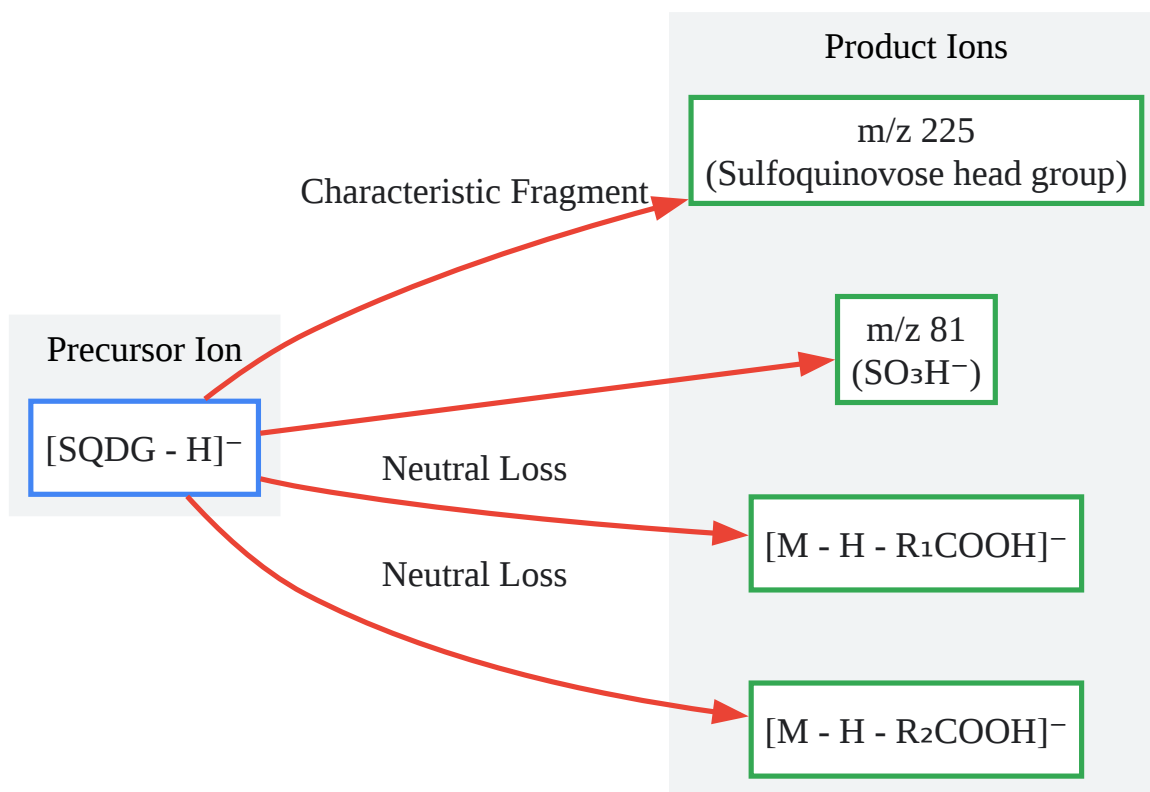 Product Ions
m/z 225
(Sulfoquinovose head group)
Characteristic Fragment
m/z 81
(SO₃H⁻)
Precursor Ion
[SQDG - H]⁻
Neutral Loss
[M - H - R₁COOH]⁻
Neutral Loss
[M - H - R₂COOH]⁻